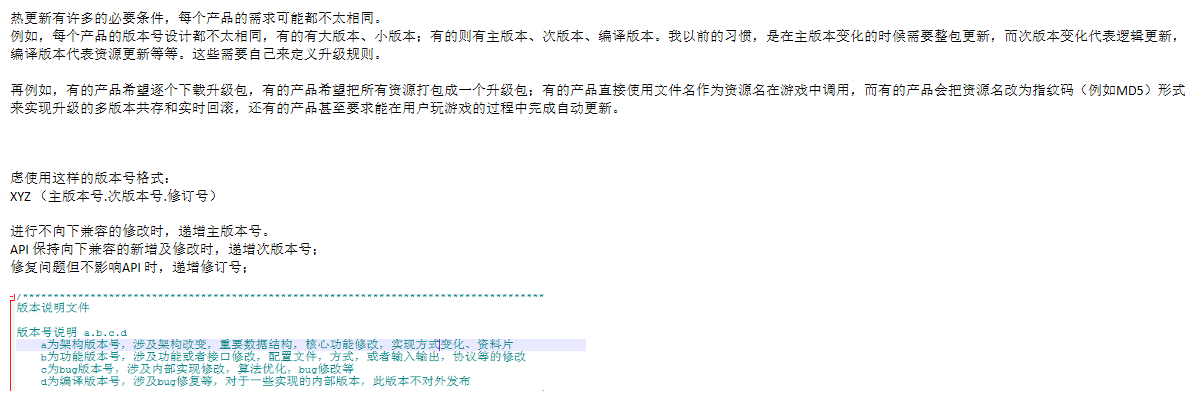 热更新有许多的必要条件，每个产品的需求可能都不太相同。
例如，每个产品的版本号设计都不太相同，有的有大版本、小版本；有的则有主版本、次版本、编译版本。我以前的习惯，是在主版本变化的时候需要整包更新，而次版本变化代表逻辑更新，
编译版本代表资源更新等等。这些需要自己来定义升级规则。
再例如，有的产品希望逐个下载升级包，有的产品希望把所有资源打包成一个升级包；有的产品直接使用文件名作为资源名在游戏中调用，而有的产品会把资源名改为指纹码（例如MD5）形式
来实现升级的多版本共存和实时回滚，还有的产品甚至要求能在用户玩游戏的过程中完成自动更新。
虑使用这样的版本号格式：
XYZ （主版本号.次版本号.修订号）
进行不向下兼容的修改时，递增主版本号。
API 保持向下兼容的新增及修改时，递增次版本号；
修复问题但不影响API 时，递增修订号；
版本说明文件
版本号说明 a.b.c.d
a为架构版本号，涉及架构改变，重要数据结构，核心功能修改，实现方式变化、资料片
b为功能版本号，涉及功能或者接口修改，配置文件，方式，或者输入输出，协议等的修改
c为bug版本号，涉及内部实现修改，算法优化，bug修改等
d为编译版本号，涉及bug修复等，对于一些实现的内部版本，此版本不对外发布